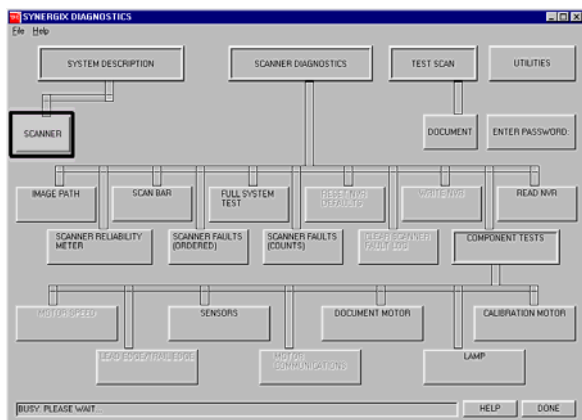 SYNERGIX DIAGNOSTICS
File Help
SYSTEM DESCRIPTION
SCANNER DIAGNOSTICS
TEST SCAN
UTILITIES
SCANNER
DOCUMENT
ENTER PASSWORD:
IMAGE PATH
SCAN BAR
FULL SYSTEM
TEST
RESET NVR
DEFAULTS
WRITE NVR
READ NVR
SCANNER RELIABILITY
METER
SCANNER FAULTS
(ORDERED)
SCANNER FAULTS
(COUNTS)
CLEAR SCANNER
FAULT LOG
COMPONENT TESTS
MOTOR SPEED
SENSORS
DOCUMENT MOTOR
CALIBRATION MOTOR
LEAD EDGE/TRAIL EDGE
MOTOR
COMMUNICATIONS
LAMP
BUSY: PLEASE WAIT...
HELP
DONE